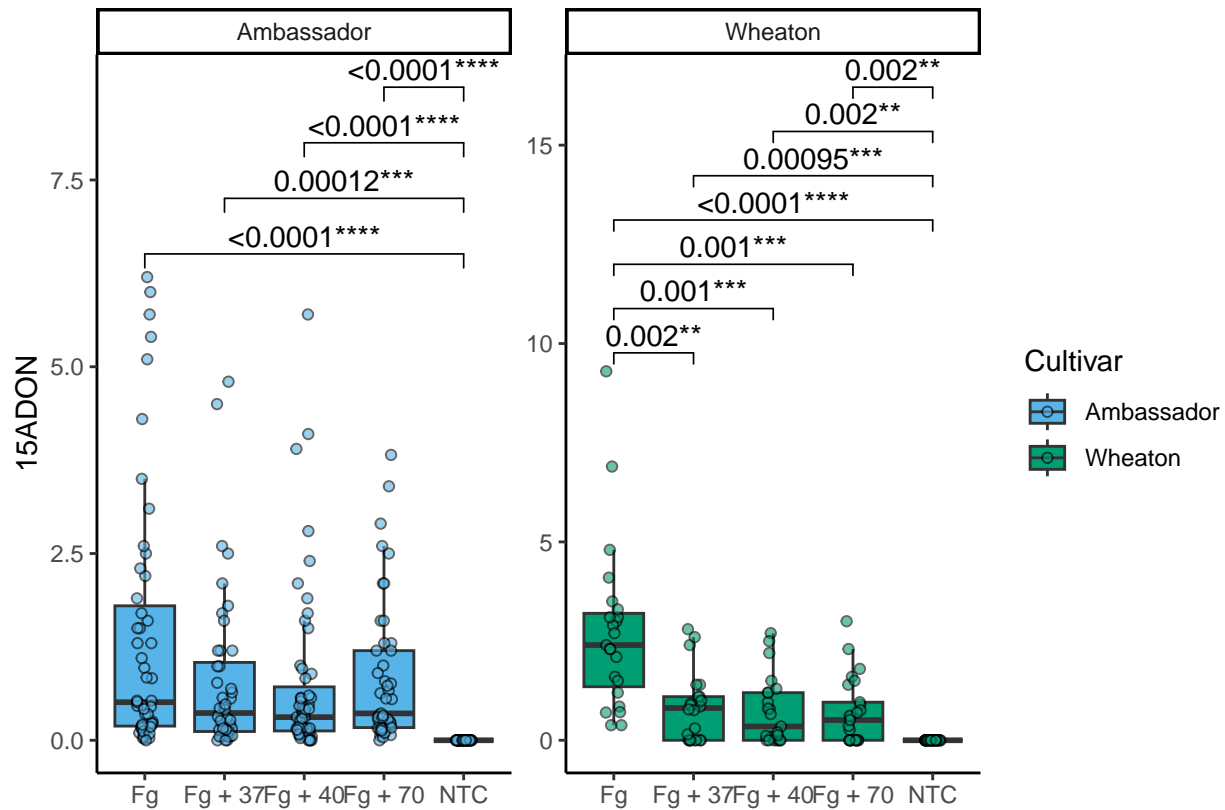 Ambassador
Wheaton
<0.0001****
<0.0001****
0.00012***
<0.0001****
0.002**
0.002**
0.00095***
<0.0001****
0.001***
0.001***
0.002**
15ADON
7.5
5.0
2.5
0.0
15
10
5
0
Fg Fg + 37 Fg + 40 Fg + 70 NTC
Fg Fg + 37 Fg + 40 Fg + 70 NTC
Cultivar
Ambassador
Wheaton